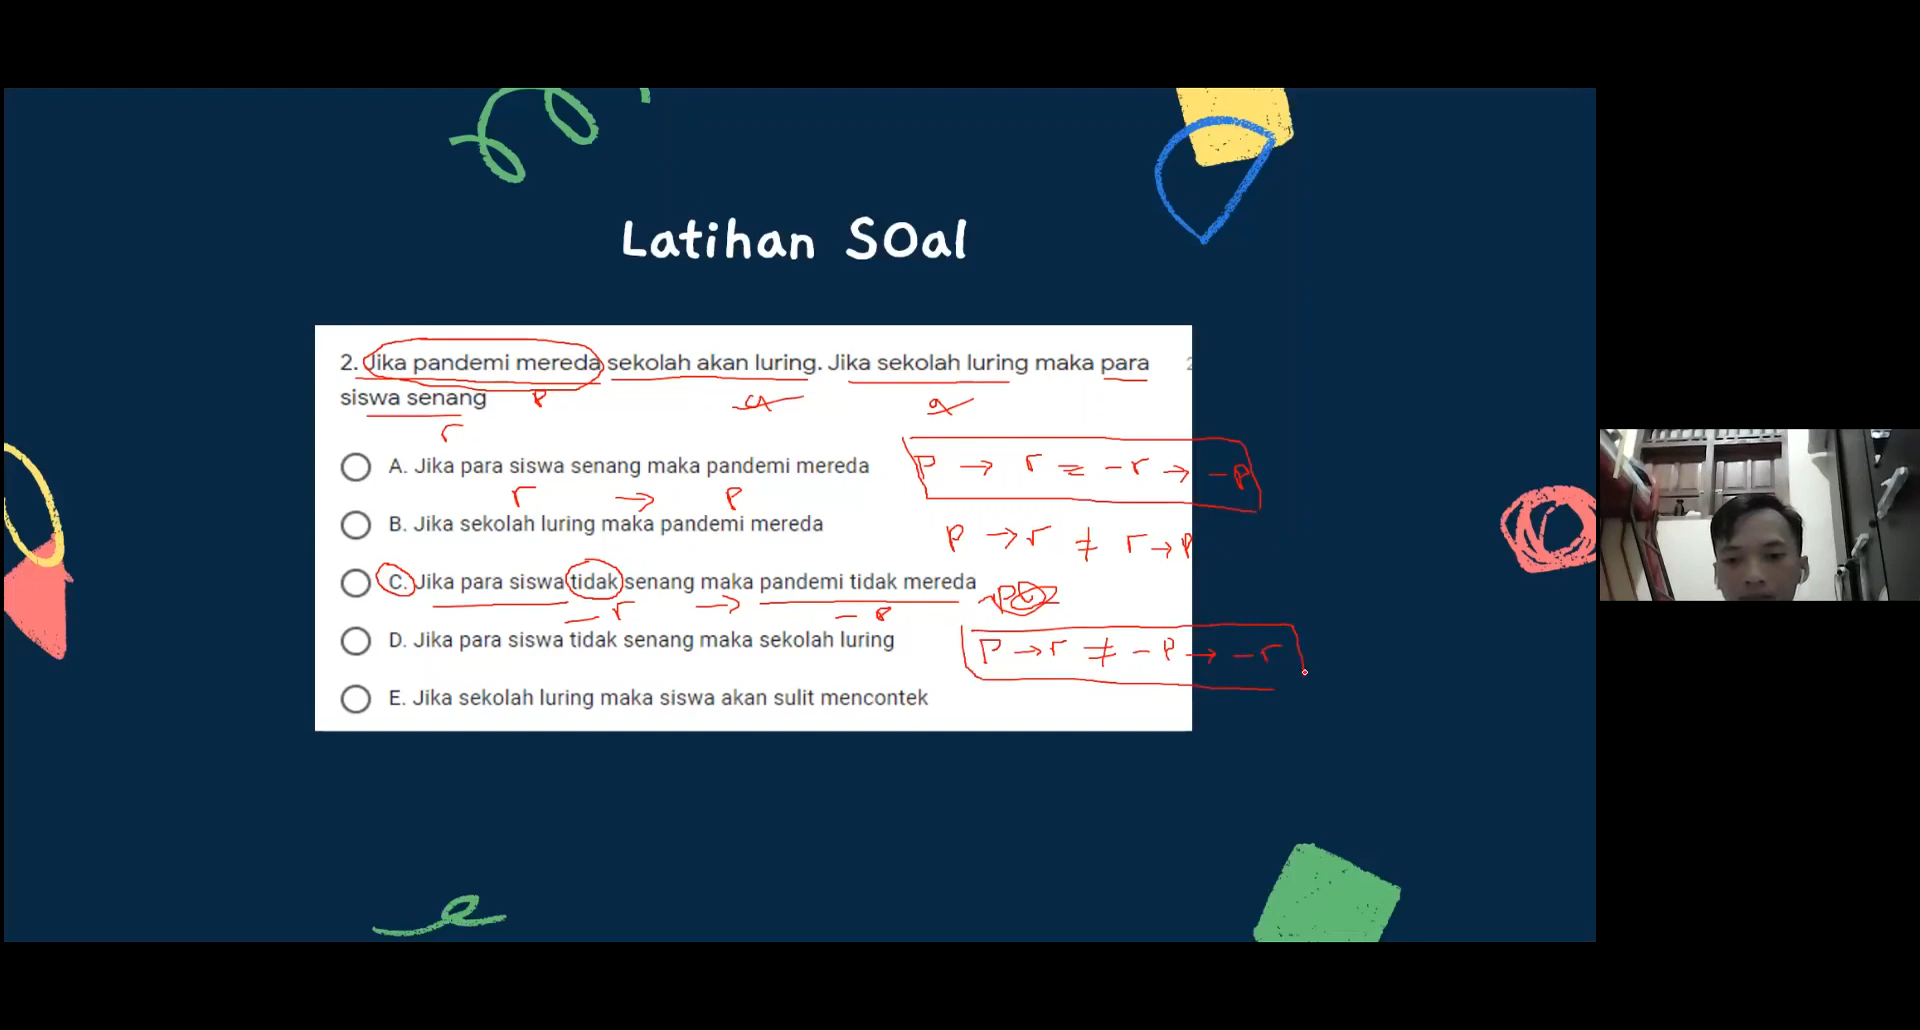 Latihan SOal
2. Jika pandemi mereda sekolah akan luring. Jika sekolah luring maka para
siswa senang
P
q
q
r
A. Jika para siswa senang maka pandemi mereda
r → p
B. Jika sekolah luring maka pandemi mereda
C. Jika para siswa tidak senang maka pandemi tidak mereda
-r → -p
D. Jika para siswa tidak senang maka sekolah luring
E. Jika sekolah luring maka siswa akan sulit mencontek
P → r = -r → -P
P → r ≠ r → P
P → r ≠ -P → -r